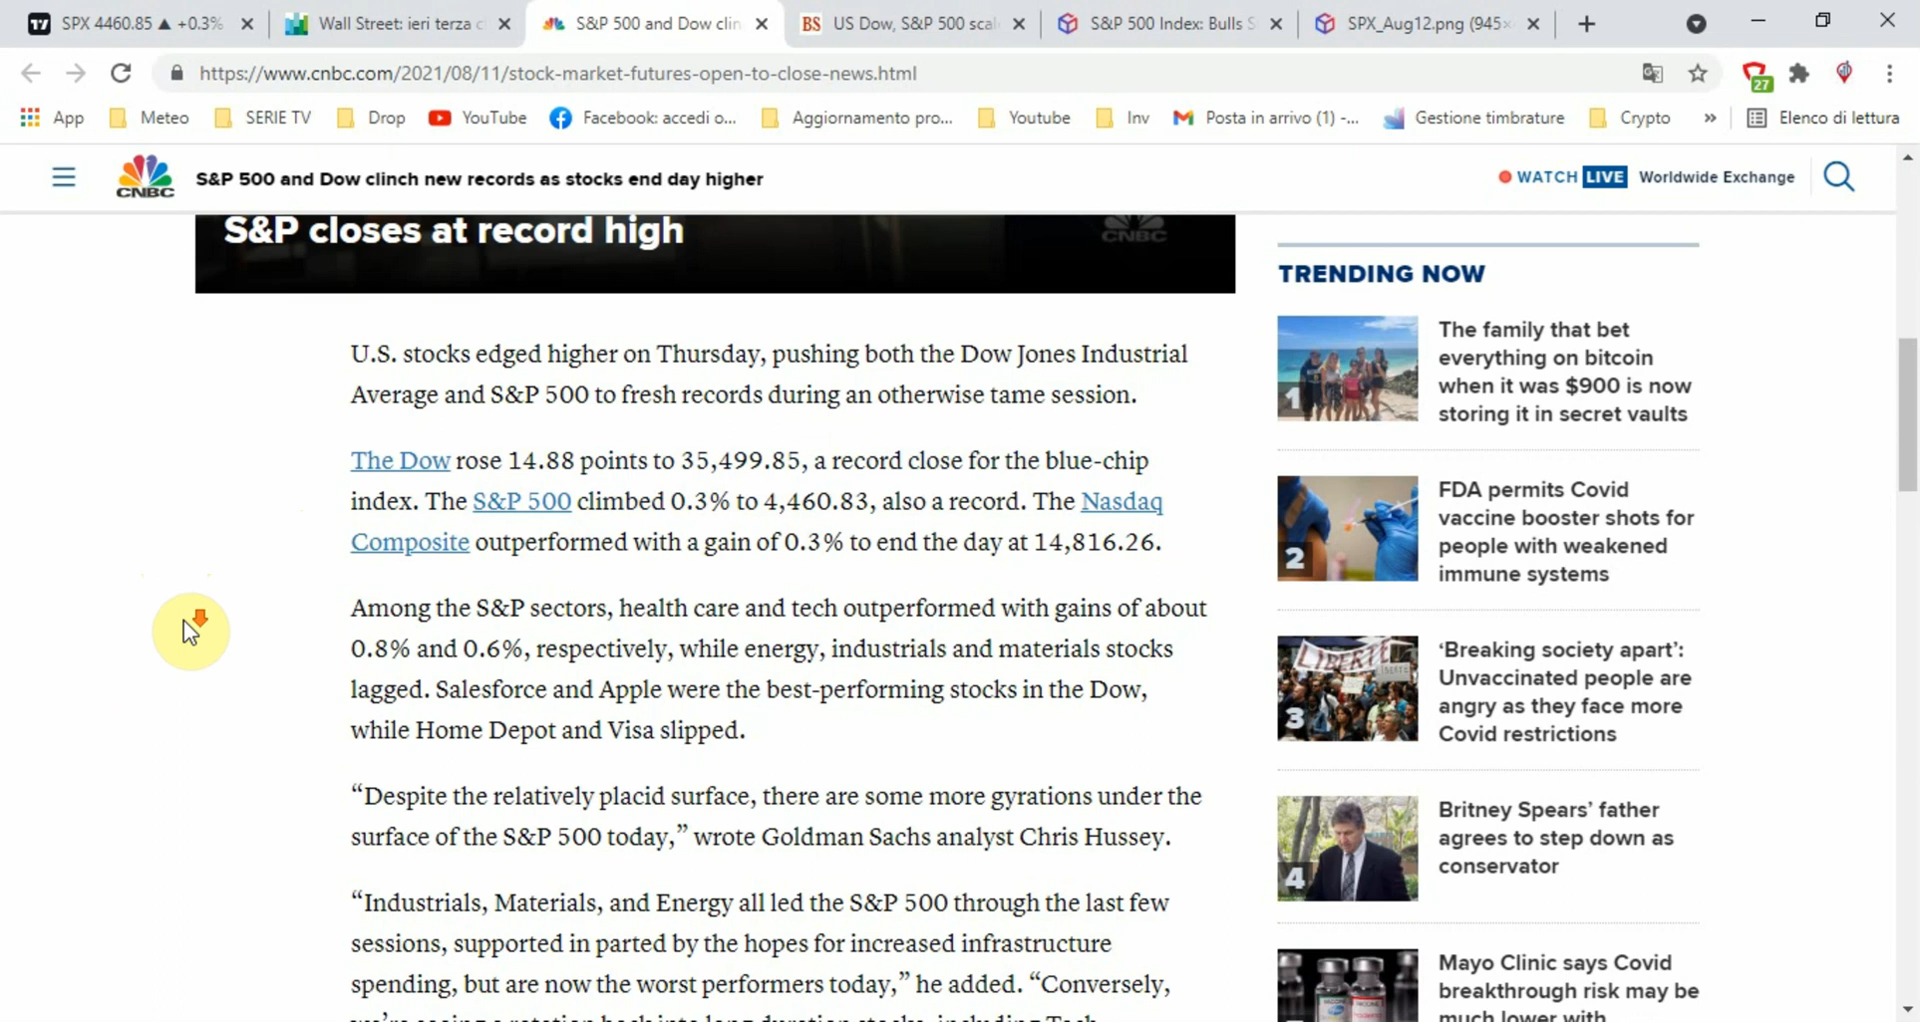 SPX 4460.85 ▲ +0.3%
Wall Street: ieri terza c
S&P 500 and Dow clin
BS US Dow, S&P 500 scal
S&P 500 Index: Bulls S
SPX_Aug12.png (945×
https://www.cnbc.com/2021/08/11/stock-market-futures-open-to-close-news.html
27
App
Meteo
SERIE TV
Drop
YouTube
Facebook: accedi o...
Aggiornamento pro...
Youtube
Inv
Posta in arrivo (1) -...
Gestione timbrature
Crypto
»
Elenco di lettura
CNBC
S&P 500 and Dow clinch new records as stocks end day higher
WATCH LIVE Worldwide Exchange
S&P closes at record high
CNBC
U.S. stocks edged higher on Thursday, pushing both the Dow Jones Industrial
Average and S&P 500 to fresh records during an otherwise tame session.
The Dow rose 14.88 points to 35,499.85, a record close for the blue-chip
index. The S&P 500 climbed 0.3% to 4,460.83, also a record. The Nasdaq
Composite outperformed with a gain of 0.3% to end the day at 14,816.26.
Among the S&P sectors, health care and tech outperformed with gains of about
0.8% and 0.6%, respectively, while energy, industrials and materials stocks
lagged. Salesforce and Apple were the best-performing stocks in the Dow,
while Home Depot and Visa slipped.
“Despite the relatively placid surface, there are some more gyrations under the
surface of the S&P 500 today,” wrote Goldman Sachs analyst Chris Hussey.
“Industrials, Materials, and Energy all led the S&P 500 through the last few
sessions, supported in parted by the hopes for increased infrastructure
spending, but are now the worst performers today,” he added. “Conversely,
TRENDING NOW
1
The family that bet
everything on bitcoin
when it was $900 is now
storing it in secret vaults
2
FDA permits Covid
vaccine booster shots for
people with weakened
immune systems
LIBERTÉ
3
‘Breaking society apart’:
Unvaccinated people are
angry as they face more
Covid restrictions
4
Britney Spears’ father
agrees to step down as
conservator
Mayo Clinic says Covid
breakthrough risk may be
much lower with